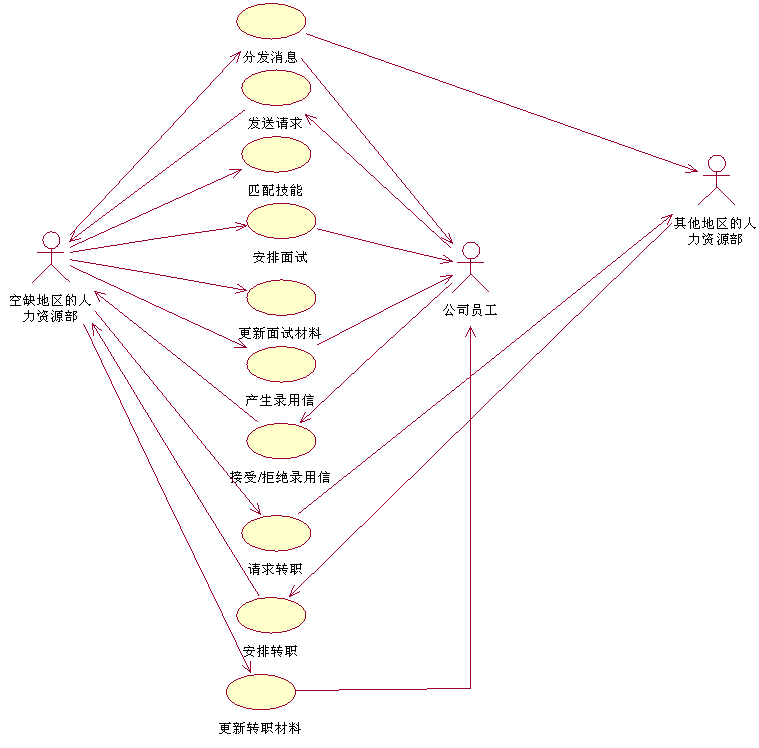 分发消息
发送请求
匹配技能
安排面试
更新面试材料
产生录用信
接受/拒绝录用信
请求转职
安排转职
更新转职材料
空缺地区的人
力资源部
公司员工
其他地区的人
力资源部